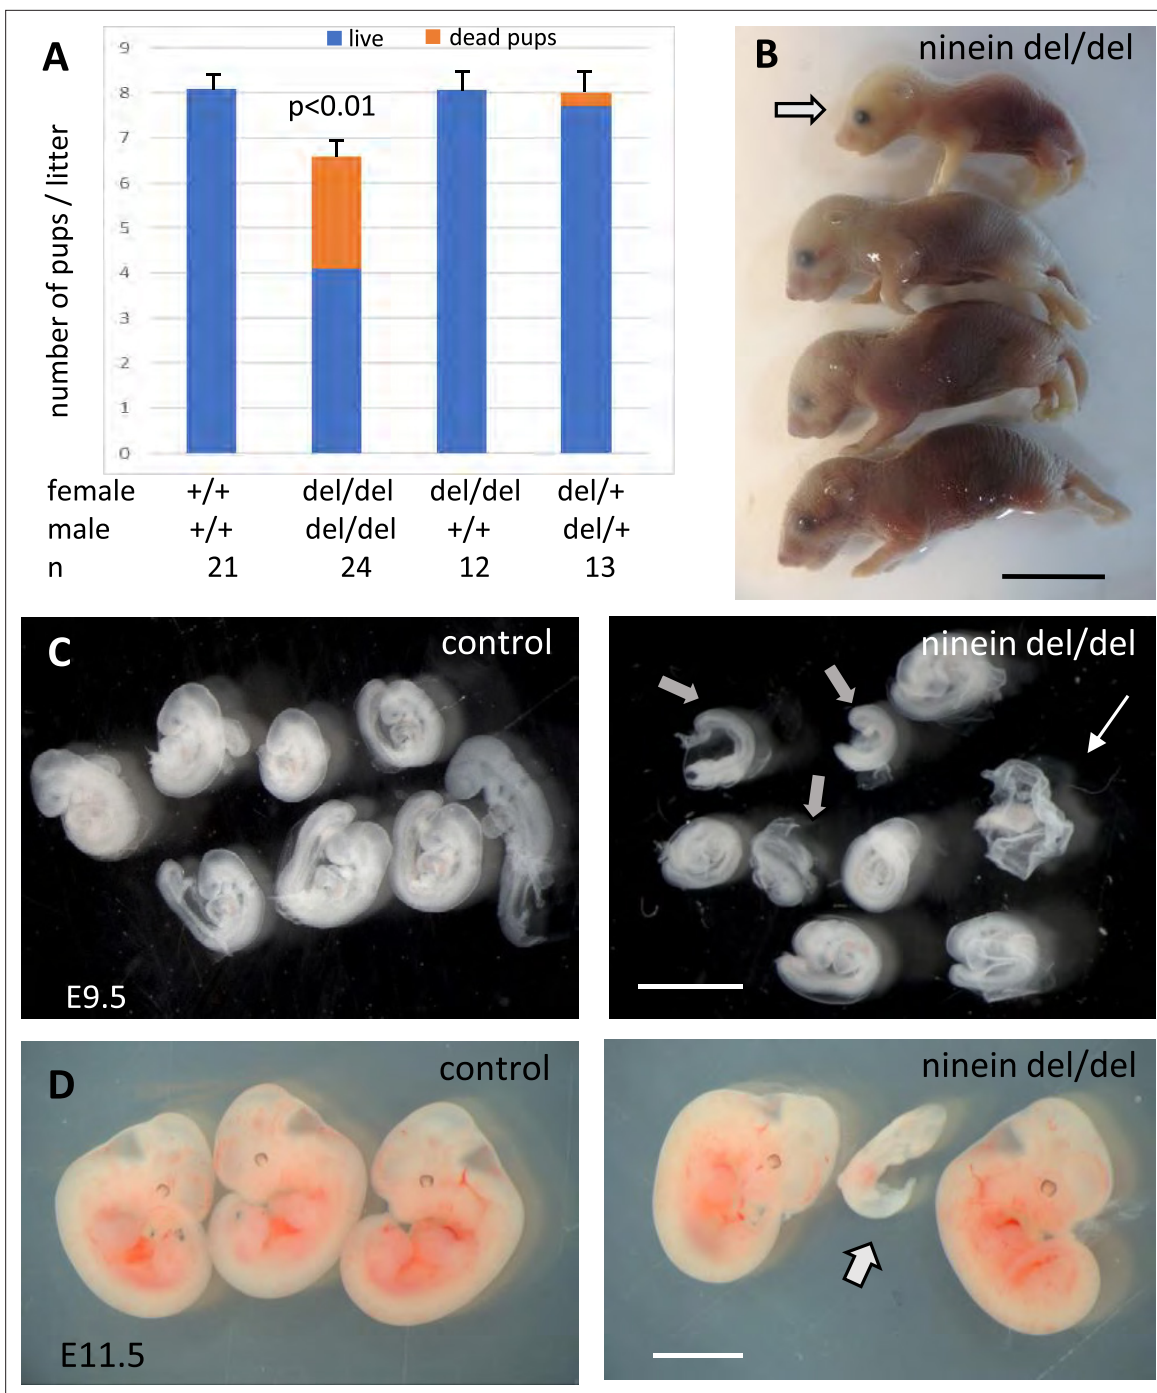 A
live
dead pups
9
8
7
6
5
4
3
2
1
0
p<0.01
number of pups / litter
female +/+ del/del del/del del/+
male +/+ del/del +/+ del/+
n 21 24 12 13
B
ninein del/del
C
control
E9.5
ninein del/del
D
control
E11.5
ninein del/del